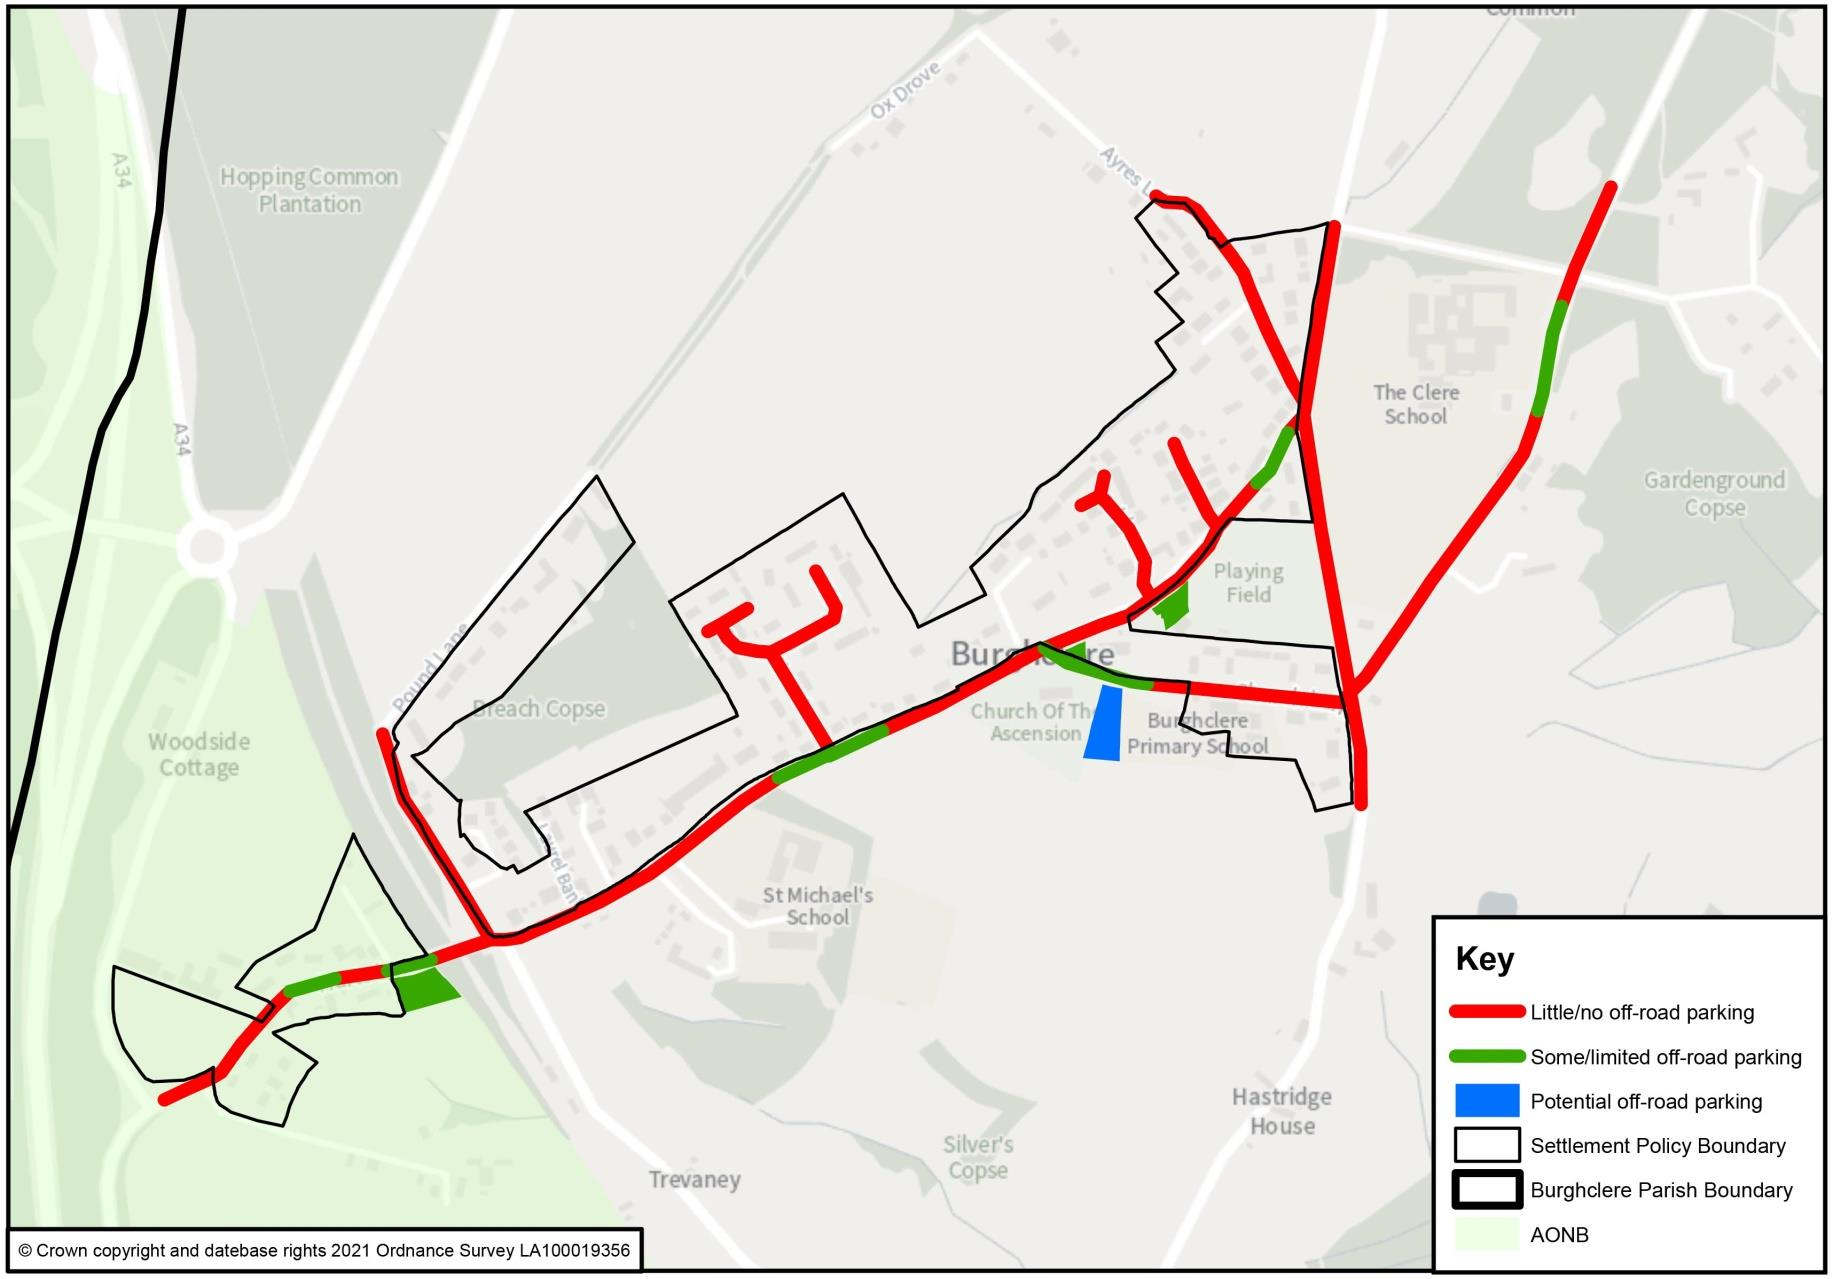 Common
Ox Drove
A34
Ayres L
Hopping Common
Plantation
The Clere
School
A34
Gardenground
Copse
Playing
Field
Pound Lane
Burghclere
Breach Copse
Church Of The
Ascension
Burghclere
Primary School
Woodside
Cottage
Laurel Bank
St Michael's
School
Hastridge
House
Silver's
Copse
Trevaney
Key
Little/no off-road parking
Some/limited off-road parking
Potential off-road parking
Settlement Policy Boundary
Burghclere Parish Boundary
AONB
© Crown copyright and datebase rights 2021 Ordnance Survey LA100019356